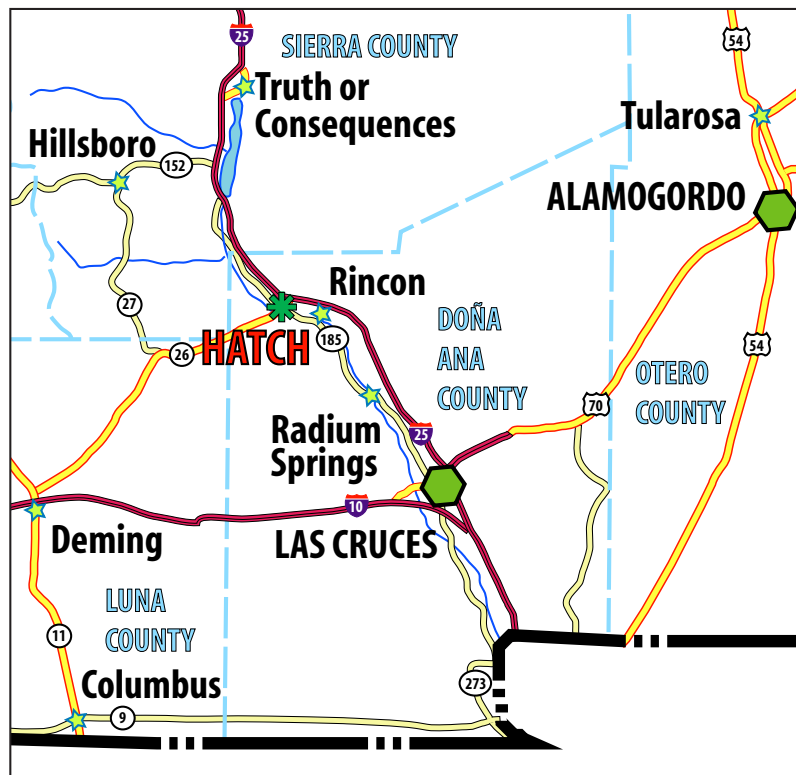 25
SIERRA COUNTY
54
Truth or
Consequences
Tularosa
Hillsboro
152
ALAMOGORDO
Rincon
27
HATCH
185
26
DOÑA
ANA
COUNTY
54
OTERO
COUNTY
70
Radium
Springs
25
10
LAS CRUCES
Deming
LUNA
COUNTY
11
Columbus
273
9